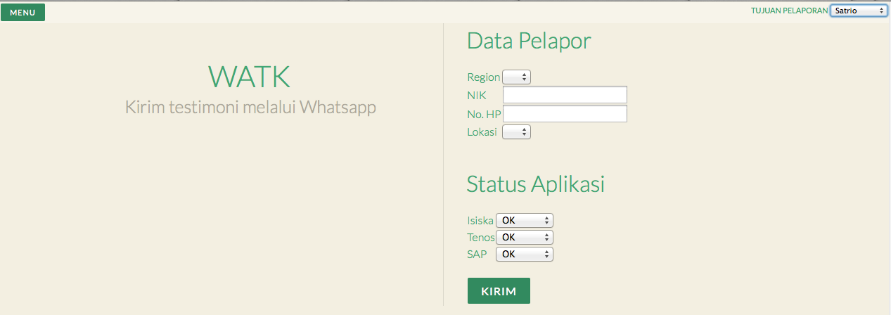 MENU
TUJUAN PELAPORAN Satrio
WATK
Kirim testimoni melalui Whatsapp
Data Pelapor
Region
NIK
No. HP
Lokasi
Status Aplikasi
Isiska OK
Tenos OK
SAP OK
KIRIM